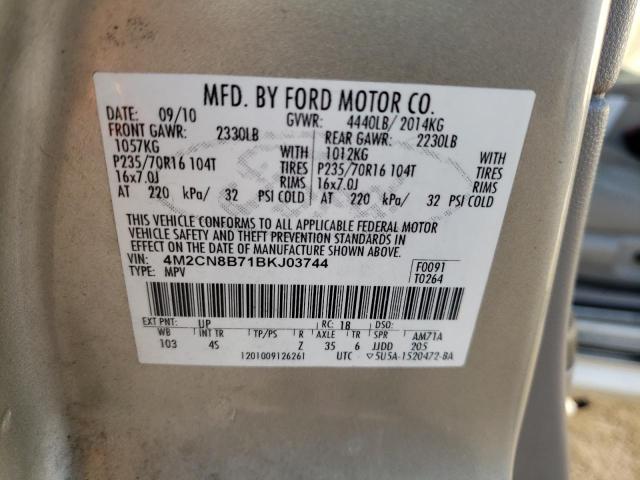 MFD. BY FORD MOTOR CO.
DATE: 09/10 GVWR: 4440LB/ 2014KG
FRONT GAWR: 2330LB REAR GAWR: 2230LB
1057KG WITH 1012KG WITH
P235/70R16 104T TIRES P235/70R16 104T TIRES
16x7.0J RIMS 16x7.0J RIMS
AT 220 kPa/ 32 PSI COLD AT 220 kPa/ 32 PSI COLD
THIS VEHICLE CONFORMS TO ALL APPLICABLE FEDERAL MOTOR
VEHICLE SAFETY AND THEFT PREVENTION STANDARDS IN
EFFECT ON THE DATE OF MANUFACTURE SHOWN ABOVE.
VIN: 4M2CN8B71BKJ03744 F0091
TYPE: MPV T0264
EXT PNT: UP RC: 18 DSO:
WB INT TR TP/PS R AXLE TR SPR AM71A
103 4S Z 35 6 JJDD 205
1201009126261 UTC ▽5U5A-1520472-BA